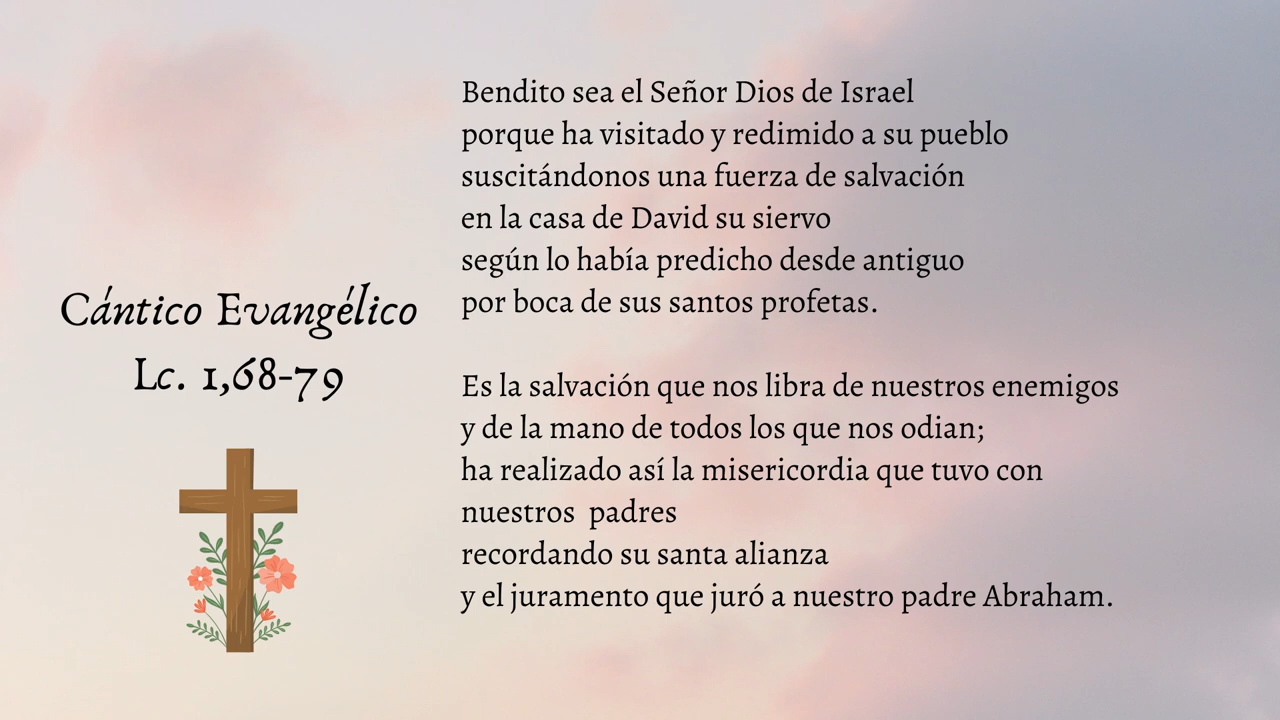 Cántico Evangélico
Lc. 1,68-79
Bendito sea el Señor Dios de Israel
porque ha visitado y redimido a su pueblo
suscitándonos una fuerza de salvación
en la casa de David su siervo
según lo había predicho desde antiguo
por boca de sus santos profetas.
Es la salvación que nos libra de nuestros enemigos
y de la mano de todos los que nos odian;
ha realizado así la misericordia que tuvo con
nuestros  padres
recordando su santa alianza
y el juramento que juró a nuestro padre Abraham.